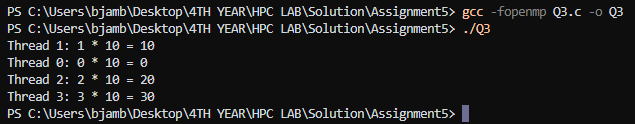 PS C:\Users\bjamb\Desktop\4TH YEAR\HPC LAB\Solution\Assignment5> gcc -fopenmp Q3.c -o Q3
PS C:\Users\bjamb\Desktop\4TH YEAR\HPC LAB\Solution\Assignment5> ./Q3
Thread 1: 1 * 10 = 10
Thread 0: 0 * 10 = 0
Thread 2: 2 * 10 = 20
Thread 3: 3 * 10 = 30
PS C:\Users\bjamb\Desktop\4TH YEAR\HPC LAB\Solution\Assignment5>